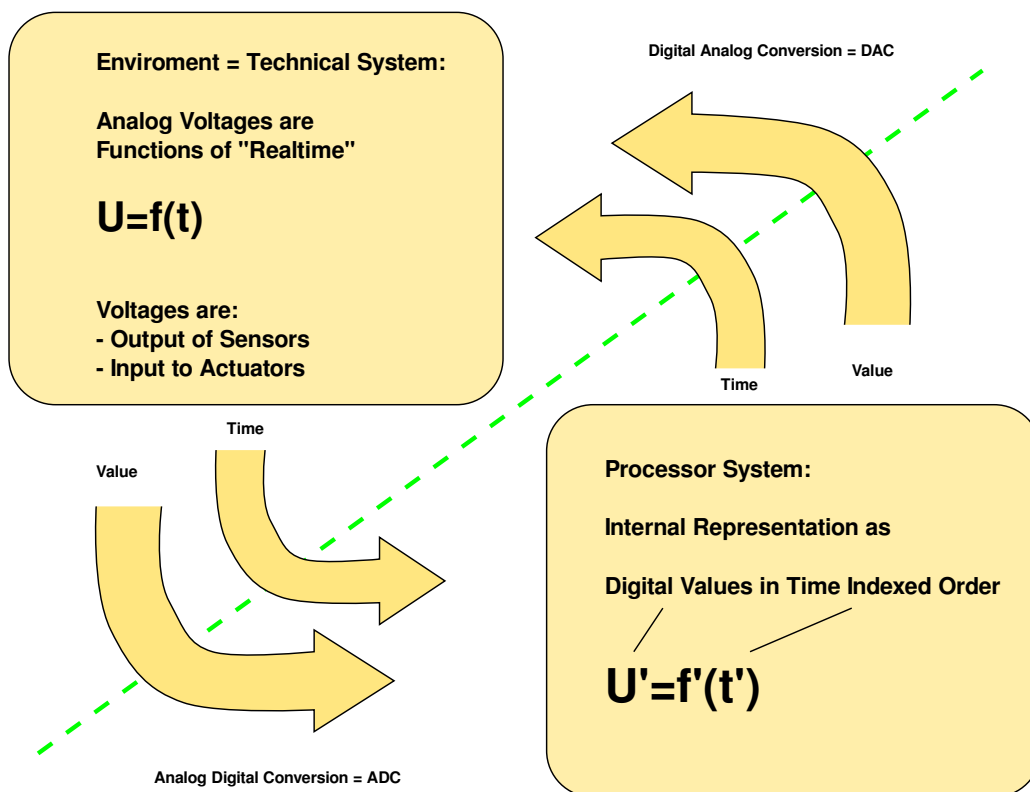 Enviroment = Technical System:
Analog Voltages are
Functions of "Realtime"
U=f(t)
Voltages are:
- Output of Sensors
- Input to Actuators
Digital Analog Conversion = DAC
Time
Value
Time
Value
Analog Digital Conversion = ADC
Processor System:
Internal Representation as
Digital Values in Time Indexed Order
U'=f'(t')